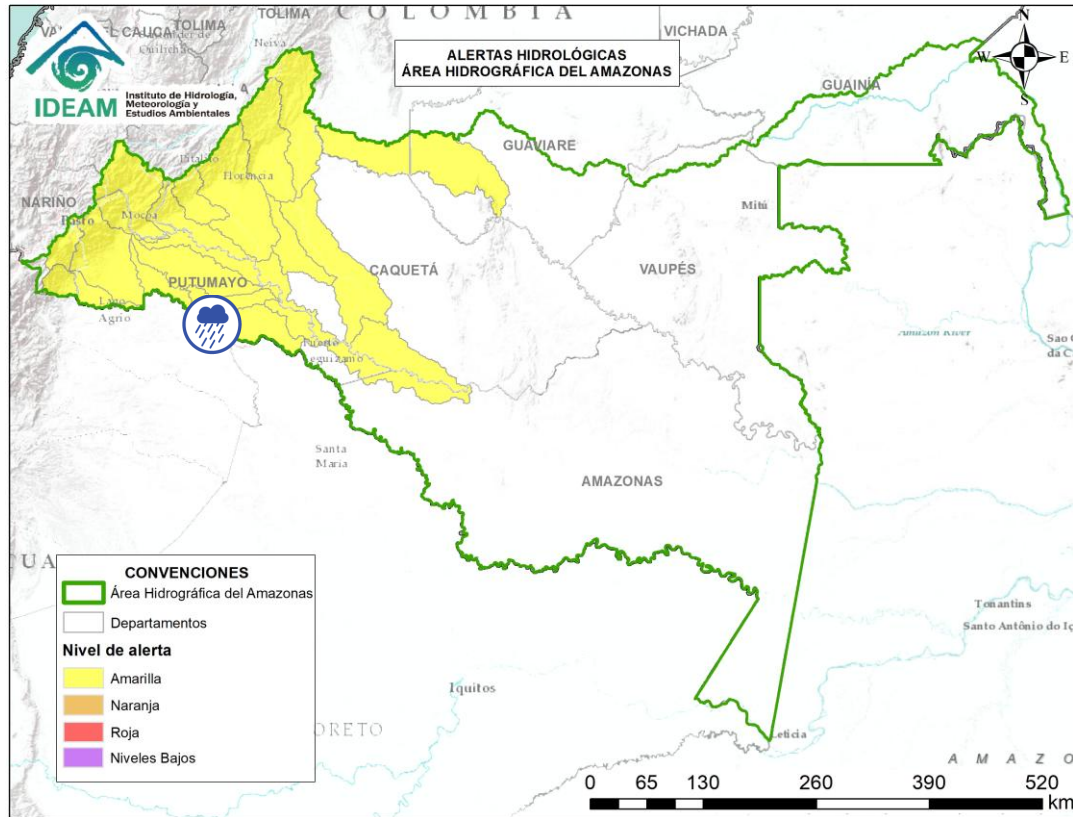 COLOMBIA
TOLIMA
TOLIMA
Neiva
VICHADA
IDEAM
Instituto de Hidrología,
Meteorología y
Estudios Ambientales
ALERTAS HIDROLÓGICAS
ÁREA HIDROGRÁFICA DEL AMAZONAS
N
W
E
S
GUAINÍA
GUAVIARE
Florencia
NARIÑO
Mocoa
Mitú
CAQUETÁ
VAUPÉS
PUTUMAYO
Lago
Agrio
Amazon River
Santa
Maria
AMAZONAS
CONVENCIONES
Área Hidrográfica del Amazonas
Departamentos
Nivel de alerta
Amarilla
Naranja
Roja
Niveles Bajos
Tonantins
Santo Antônio do Iç
Iquitos
ORETO
Leticia
AMAZO
0 65 130 260 390 520
km